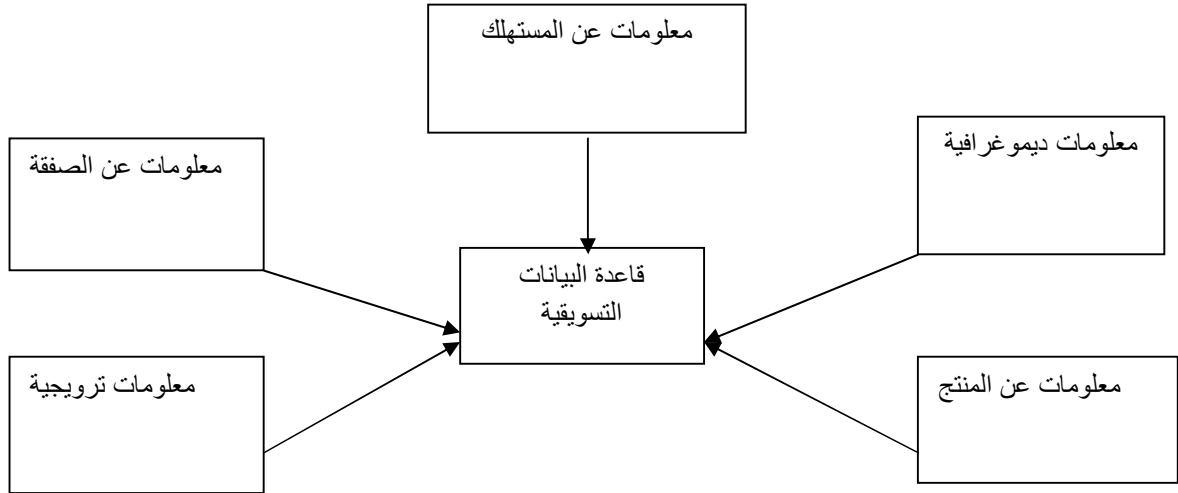 معلومات عن المستهلك
معلومات ديموغرافية
معلومات عن الصفقة
قاعدة البيانات
التسويقية
معلومات عن المنتج
معلومات ترويجية